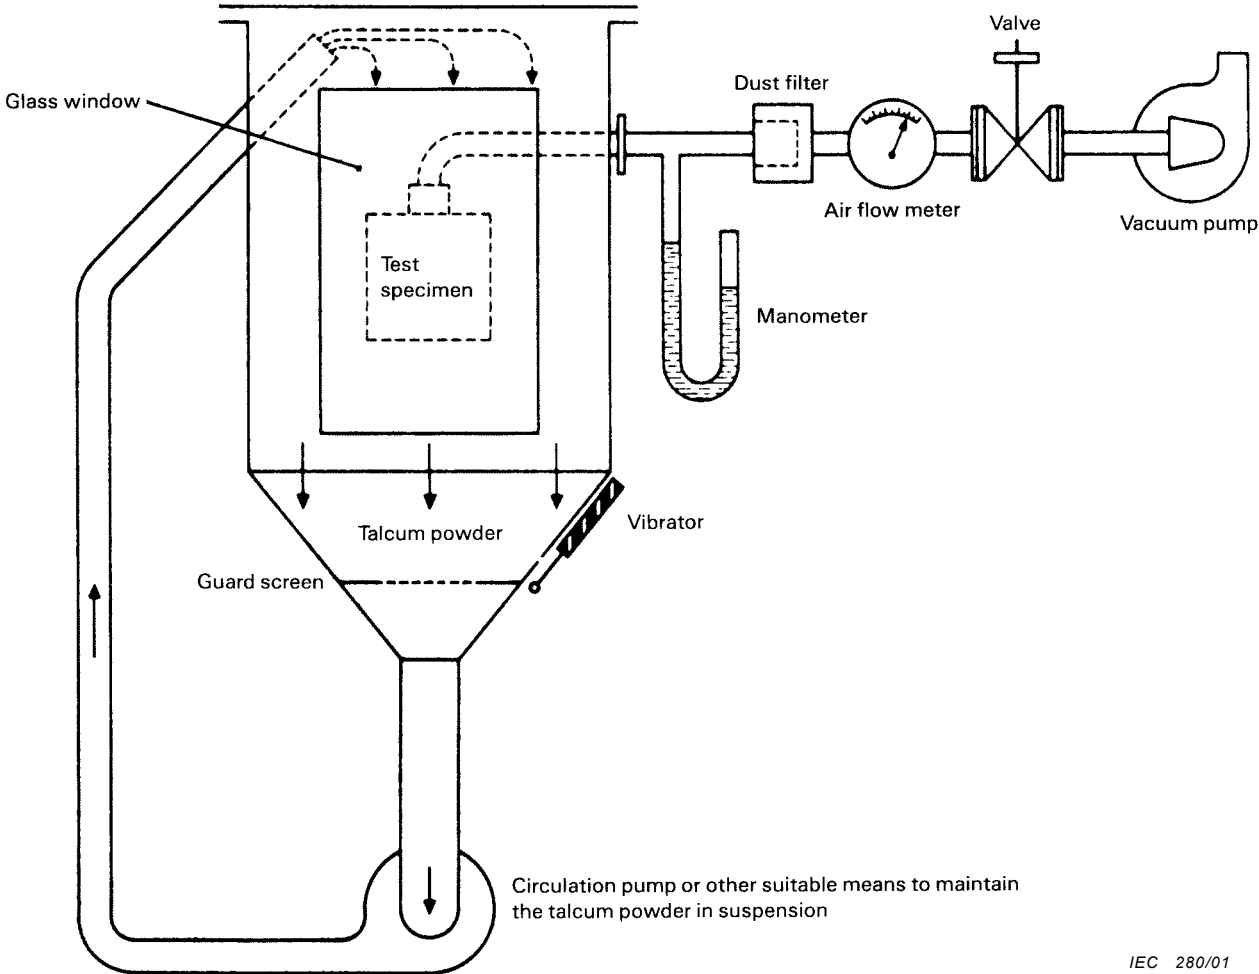 Valve
Dust filter
Glass window
Air flow meter
Vacuum pump
Test
specimen
Manometer
Vibrator
Talcum powder
Guard screen
Circulation pump or other suitable means to maintain
the talcum powder in suspension
IEC 280/01